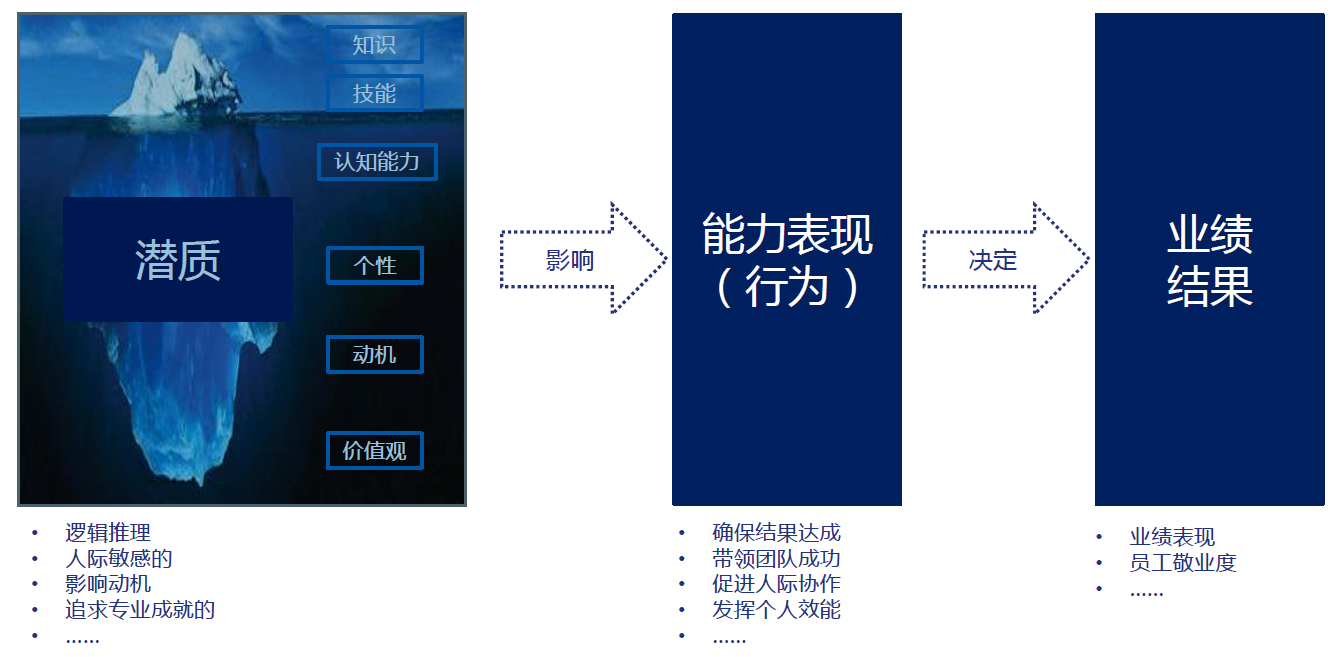 知识
技能
认知能力
潜质
个性
动机
价值观
• 逻辑推理
• 人际敏感的
• 影响动机
• 追求专业成就的
• ......
影响
能力表现
（行为）
• 确保结果达成
• 带领团队成功
• 促进人际协作
• 发挥个人效能
• ......
决定
业绩
结果
• 业绩表现
• 员工敬业度
• ......